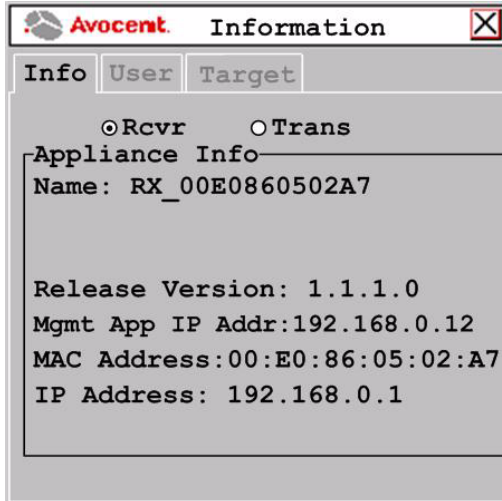 Avocent. Information
Info User Target
Rcvr Trans
Appliance Info
Name: RX_00E0860502A7
Release Version: 1.1.1.0
Mgmt App IP Addr:192.168.0.12
MAC Address:00:E0:86:05:02:A7
IP Address: 192.168.0.1